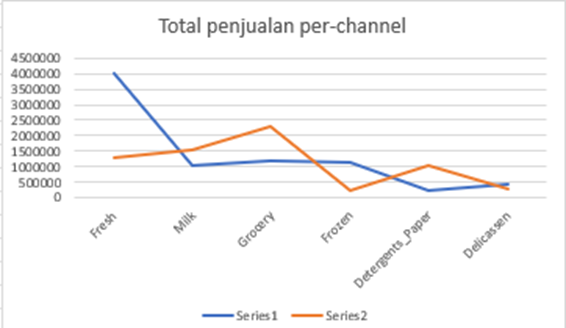 Total penjualan per-channel
4500000
4000000
3500000
3000000
2500000
2000000
1500000
1000000
500000
0
Fresh
Milk
Grocery
Frozen
Detergents_Paper
Delicassen
Series1 Series2